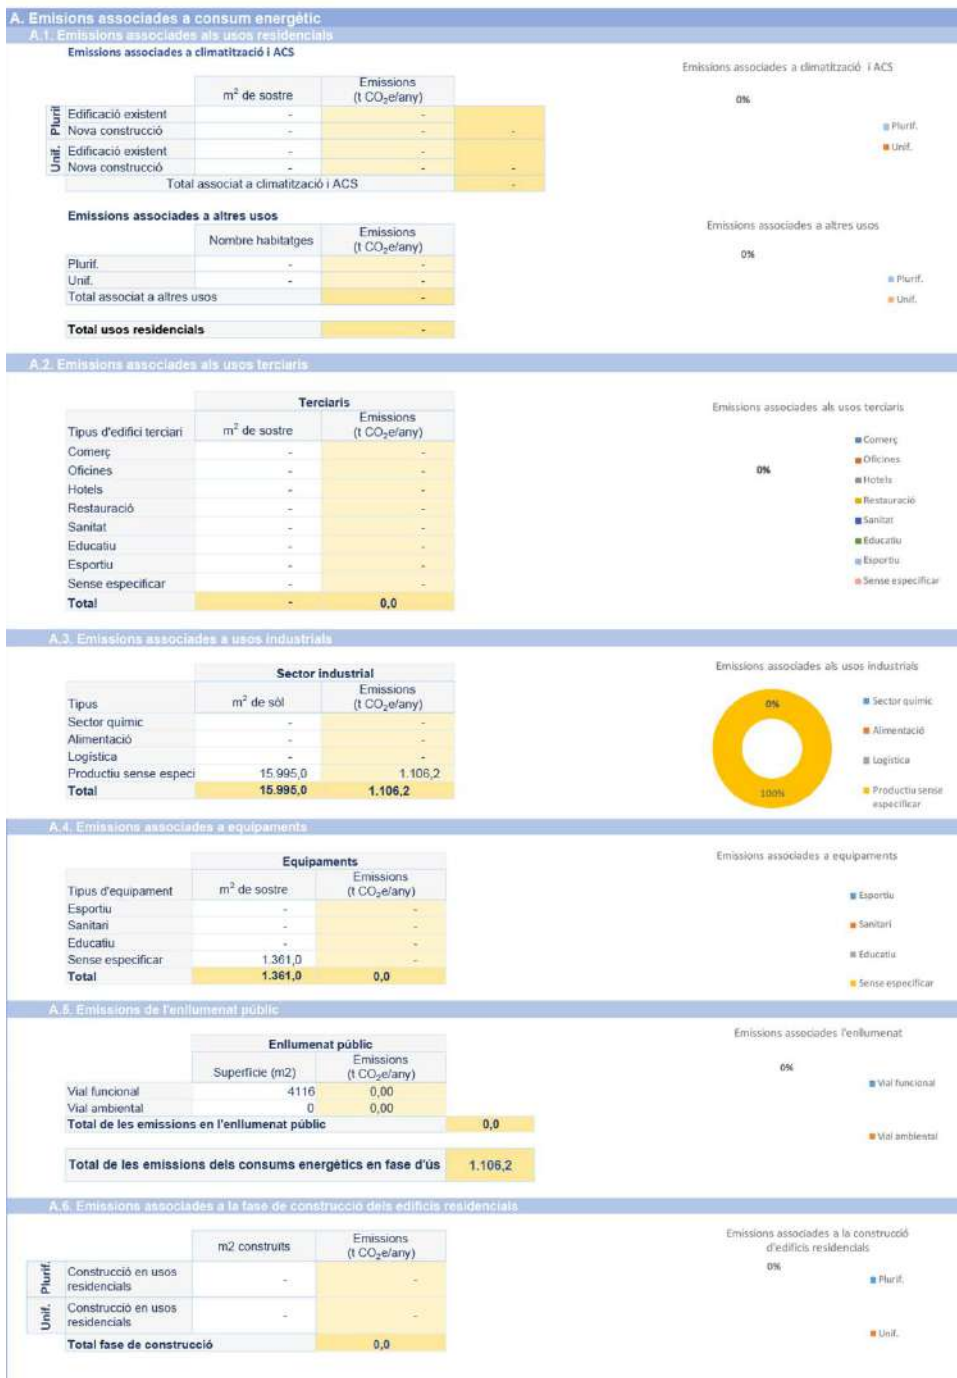 A. Emisions associades a consum energètic
A.1. Emissions associades als usos residencials
Emissions associades a climatització i ACS
m² de sostre Emissions (t CO₂e/any)
Plurif Edificació existent - -
Nova construcció - - -
Unif. Edificació existent - -
Nova construcció - - -
Total associat a climatització i ACS -
Emissions associades a climatització i ACS
0%
Plurif.
Unif.
Emissions associades a altres usos
Nombre habitatges Emissions (t CO₂e/any)
Plurif. - -
Unif. - -
Total associat a altres usos -
Total usos residencials -
Emissions associades a altres usos
0%
Plurif.
Unif.
A.2. Emissions associades als usos terciaris
Terciaris
Tipus d'edifici terciari m² de sostre Emissions (t CO₂e/any)
Comerç - -
Oficines - -
Hotels - -
Restauració - -
Sanitat - -
Educatiu - -
Esportiu - -
Sense especificar - -
Total - 0,0
Emissions associades als usos terciaris
0%
Comerç
Oficines
Hotels
Restauració
Sanitat
Educatiu
Esportiu
Sense especificar
A.3. Emissions associades a usos industrials
Sector industrial
Tipus m² de sòl Emissions (t CO₂e/any)
Sector químic - -
Alimentació - -
Logística - -
Productiu sense especi 15.995,0 1.106,2
Total 15.995,0 1.106,2
Emissions associades als usos industrials
0%
100%
Sector químic
Alimentació
Logística
Productiu sense
especificar
A.4. Emissions associades a equipaments
Equipaments
Tipus d'equipament m² de sostre Emissions (t CO₂e/any)
Esportiu - -
Sanitari - -
Educatiu - -
Sense especificar 1.361,0 -
Total 1.361,0 0,0
Emissions associades a equipaments
Esportiu
Sanitari
Educatiu
Sense especificar
A.5. Emissions de l'enllumenat públic
Enllumenat públic
Superfície (m2) Emissions (t CO₂e/any)
Vial funcional 4116 0,00
Vial ambiental 0 0,00
Total de les emissions en l'enllumenat públic 0,0
Total de les emissions dels consums energètics en fase d'ús 1.106,2
Emissions associades l'enllumenat
0%
Vial funcional
Vial ambiental
A.6. Emissions associades a la fase de construcció dels edificis residencials
m2 construïts Emissions (t CO₂e/any)
Plurif. Construcció en usos
residencials - -
Unif. Construcció en usos
residencials - -
Total fase de construcció 0,0
Emissions associades a la construcció
d'edificis residencials
0%
Plurif.
Unif.